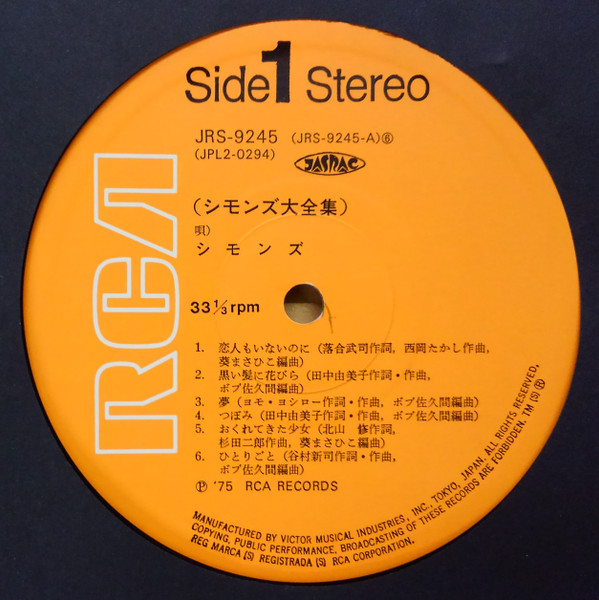 Side 1 Stereo
JRS-9245 (JRS-9245-A)⑥
(JPL2-0294) JASRAC
RCA
(シモンズ大全集)
唄)
シモンズ
33 1/3 rpm
1. 恋人もいないのに (落合武司作詞, 西岡たかし作曲,
葵まさひこ編曲)
2. 黒い髪に花びら (田中由美子作詞・作曲,
ボブ佐久間編曲)
3. 夢 (ヨモ・ヨシロー作詞・作曲, ボブ佐久間編曲)
4. つぼみ (田中由美子作詞・作曲, ボブ佐久間編曲)
5. おくれてきた少女 (北山 修作詞,
杉田二郎作曲, 葵まさひこ編曲)
6. ひとりごと (谷村新司作詞・作曲,
ボブ佐久間編曲)
Ⓟ '75 RCA RECORDS
MANUFACTURED BY VICTOR MUSICAL INDUSTRIES, INC., TOKYO, JAPAN. ALL RIGHTS RESERVED.
COPYING, PUBLIC PERFORMANCE, BROADCASTING OF THESE RECORDS ARE FORBIDDEN. TM (S) Ⓡ
REG MARCA (S) REGISTRADA (S) RCA CORPORATION.